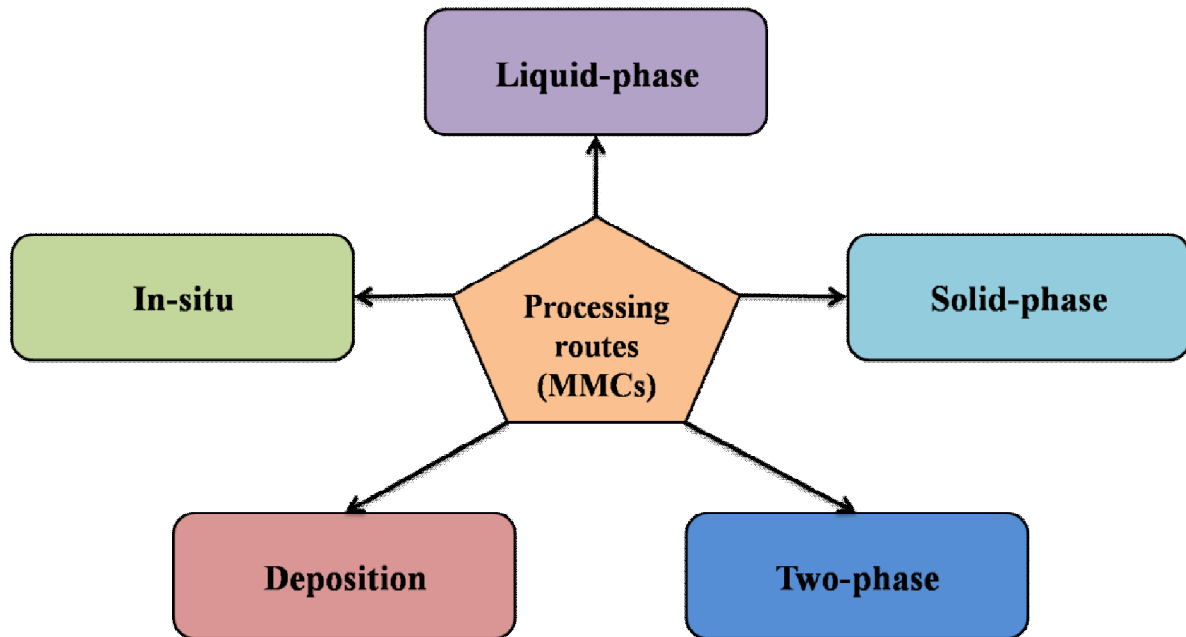 Liquid-phase
In-situ
Processing
routes
(MMCs)
Solid-phase
Deposition
Two-phase